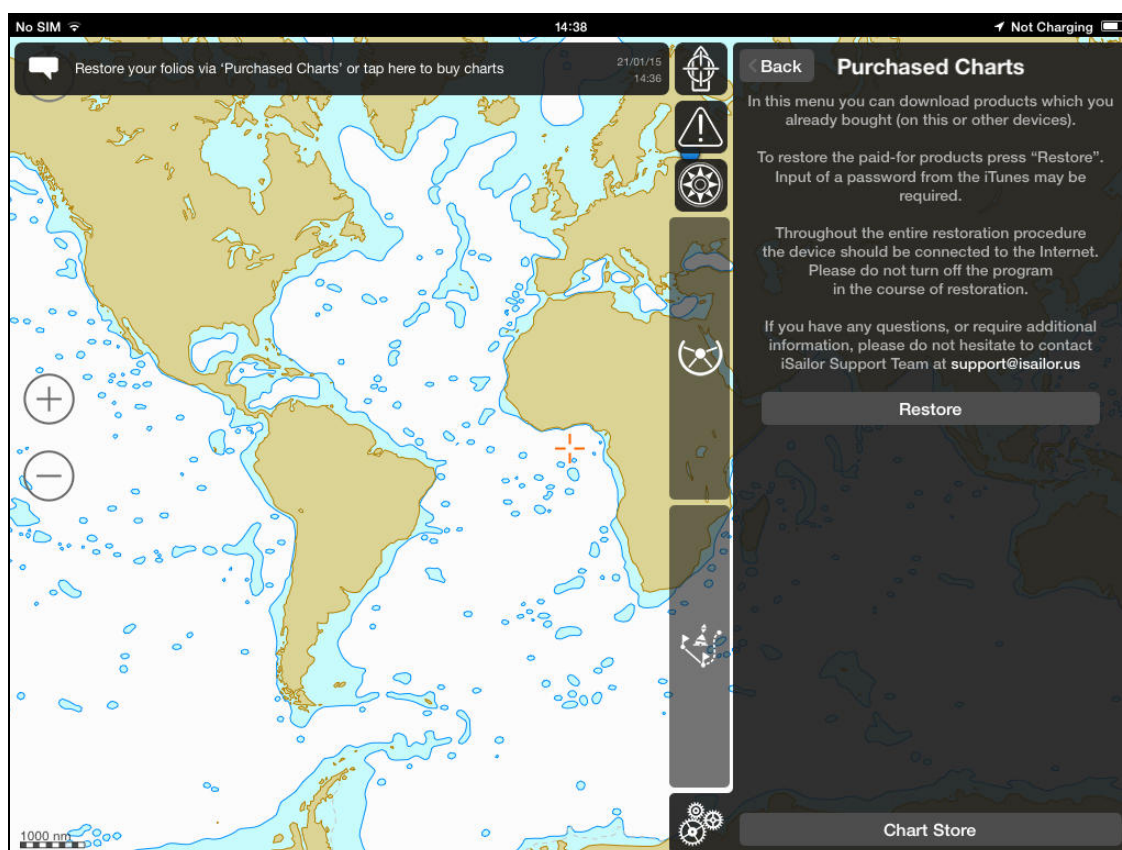 No SIM 14:38 Not Charging
Restore your folios via ‘Purchased Charts’ or tap here to buy charts
21/01/15
14:36
Back Purchased Charts
In this menu you can download products which you
already bought (on this or other devices).
To restore the paid-for products press “Restore”.
Input of a password from the iTunes may be
required.
Throughout the entire restoration procedure
the device should be connected to the Internet.
Please do not turn off the program
in the course of restoration.
If you have any questions, or require additional
information, please do not hesitate to contact
iSailor Support Team at support@isailor.us
Restore
1000 nm
Chart Store